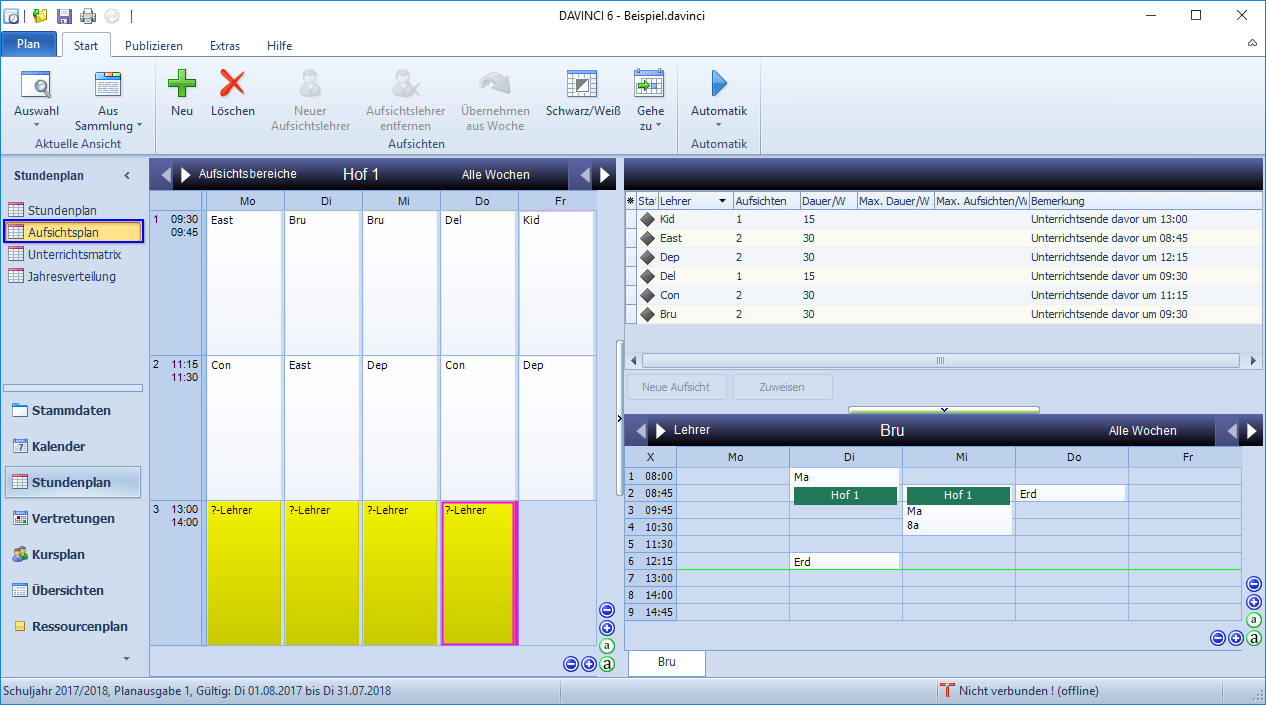 DAVINCI 6 - Beispiel.davinci
Plan Start Publizieren Extras Hilfe
Auswahl
Aus Sammlung
Aktuelle Ansicht
Neu
Löschen
Neuer Aufsichtslehrer
Aufsichtslehrer entfernen
Übernehmen aus Woche
Schwarz/Weiß
Gehe zu
Aufsichten
Automatik
Automatik
Stundenplan
Stundenplan
Aufsichtsplan
Unterrichtsmatrix
Jahresverteilung
Stammdaten
Kalender
Stundenplan
Vertretungen
Kursplan
Übersichten
Ressourcenplan
Aufsichtsbereiche Hof 1 Alle Wochen
Mo Di Mi Do Fr
1 09:30 East Bru Bru Del Kid
09:45
2 11:15 Con East Dep Con Dep
11:30
3 13:00 ?-Lehrer ?-Lehrer ?-Lehrer ?-Lehrer
14:00
a
a
Stat Lehrer Aufsichten Dauer/W Max. Dauer/W Max. Aufsichten/W Bemerkung
Kid 1 15 Unterrichtsende davor um 13:00
East 2 30 Unterrichtsende davor um 08:45
Dep 2 30 Unterrichtsende davor um 12:15
Del 1 15 Unterrichtsende davor um 09:30
Con 2 30 Unterrichtsende davor um 11:15
Bru 2 30 Unterrichtsende davor um 09:30
Neue Aufsicht Zuweisen
Lehrer Bru Alle Wochen
X Mo Di Mi Do Fr
1 08:00 Ma
2 08:45 Hof 1 Hof 1 Erd
3 09:45 Ma
4 10:30 8a
5 11:30
6 12:15 Erd
7 13:00
8 14:00
9 14:45
a
a
Bru
Schuljahr 2017/2018, Planausgabe 1, Gültig: Di 01.08.2017 bis Di 31.07.2018
Nicht verbunden ! (offline)